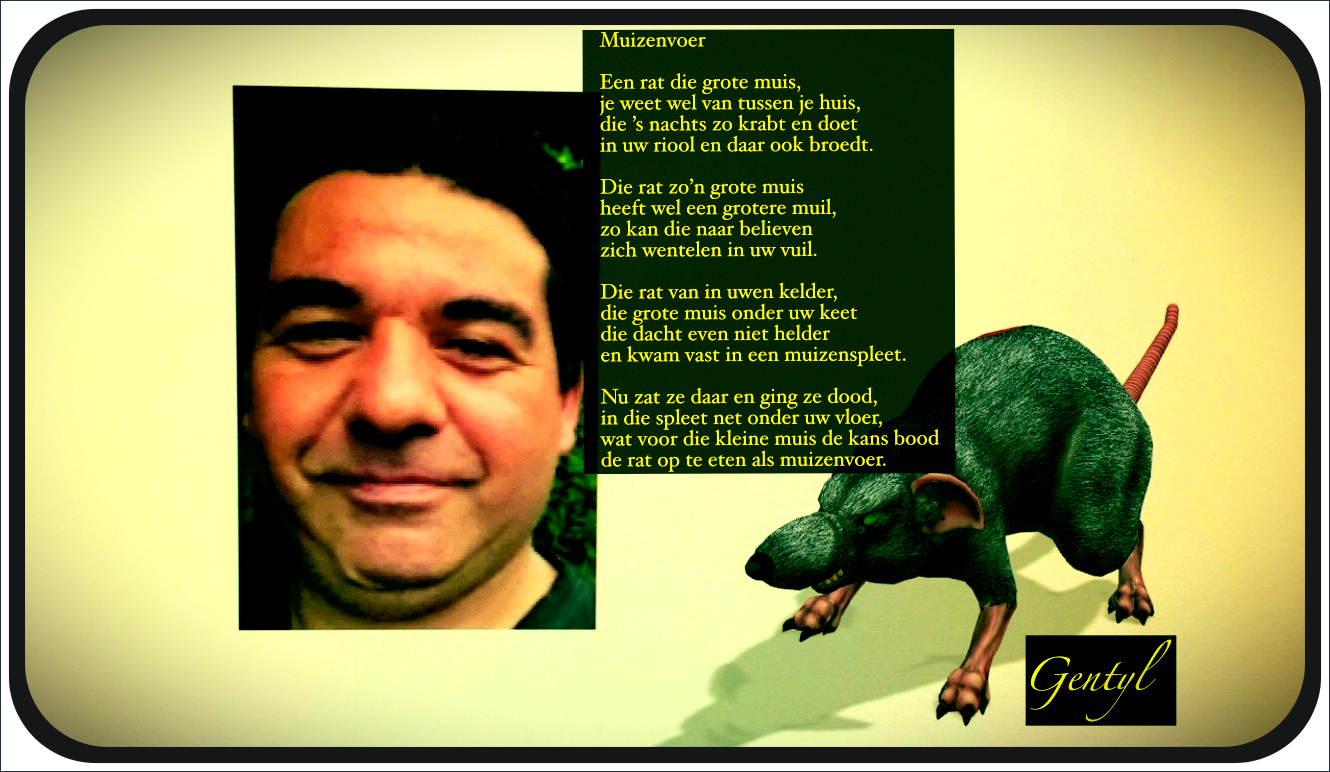 Muizenvoer
Een rat die grote muis,
je weet wel van tussen je huis,
die ’s nachts zo krabt en doet
in uw riool en daar ook broedt.
Die rat zo’n grote muis
heeft wel een grotere muil,
zo kan die naar believen
zich wentelen in uw vuil.
Die rat van in uwen kelder,
die grote muis onder uw keet
die dacht even niet helder
en kwam vast in een muizenspleet.
Nu zat ze daar en ging ze dood,
in die spleet net onder uw vloer,
wat voor die kleine muis de kans bood
de rat op te eten als muizenvoer.
Gentyl